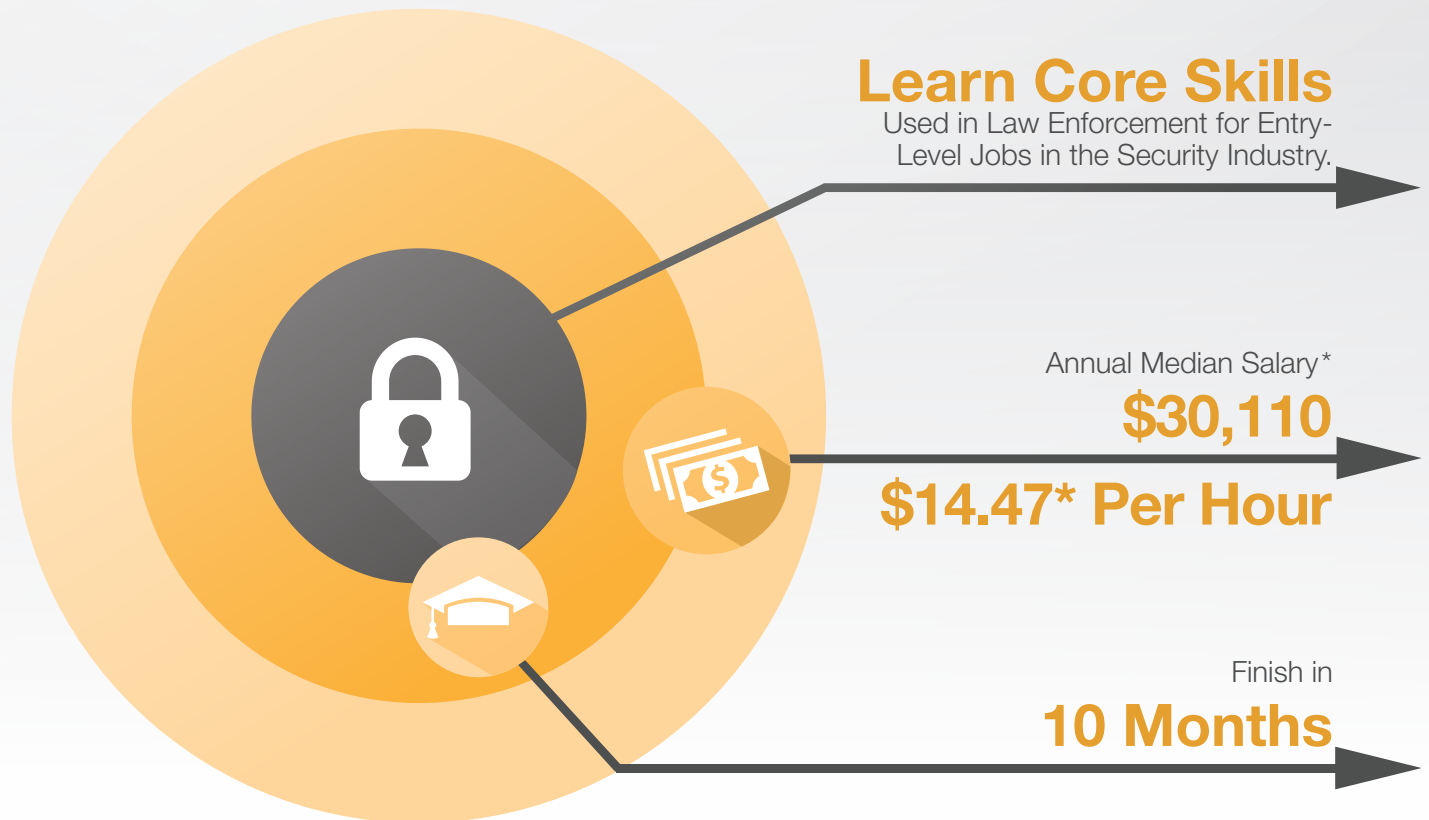 Learn Core Skills
Used in Law Enforcement for Entry-
Level Jobs in the Security Industry.
Annual Median Salary*
$30,110
$14.47* Per Hour
Finish in
10 Months